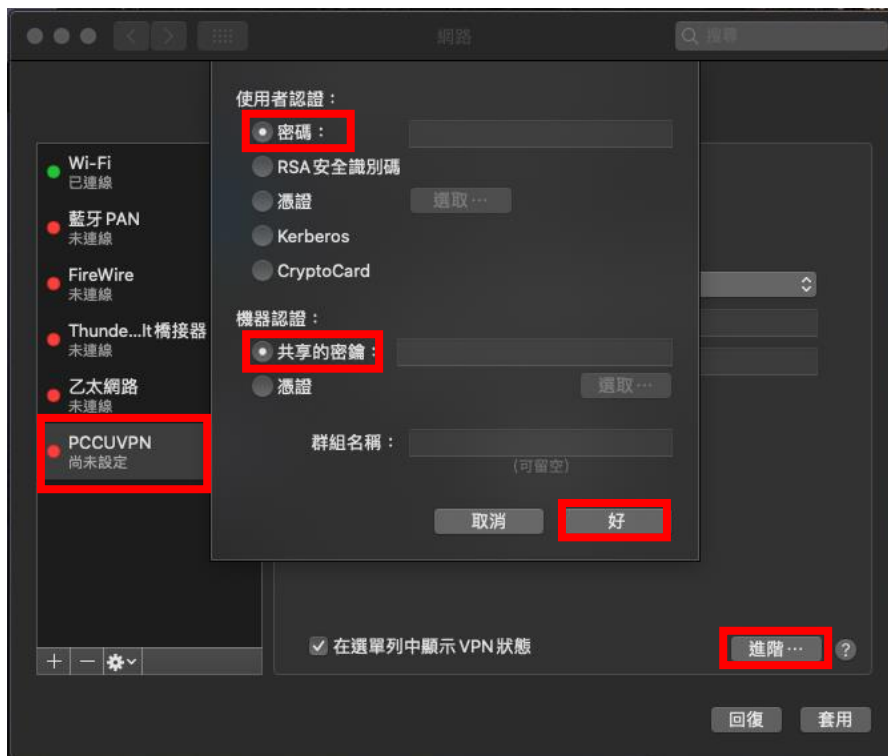 網路
搜尋
使用者認證：
密碼：
RSA 安全識別碼
憑證
選取…
Kerberos
CryptoCard
機器認證：
共享的密鑰：
憑證
選取…
群組名稱：
(可留空)
取消
好
Wi-Fi
已連線
藍牙 PAN
未連線
FireWire
未連線
Thunde...lt 橋接器
未連線
乙太網路
未連線
PCCUVPN
尚未設定
在選單列中顯示 VPN 狀態
進階…
?
回復
套用